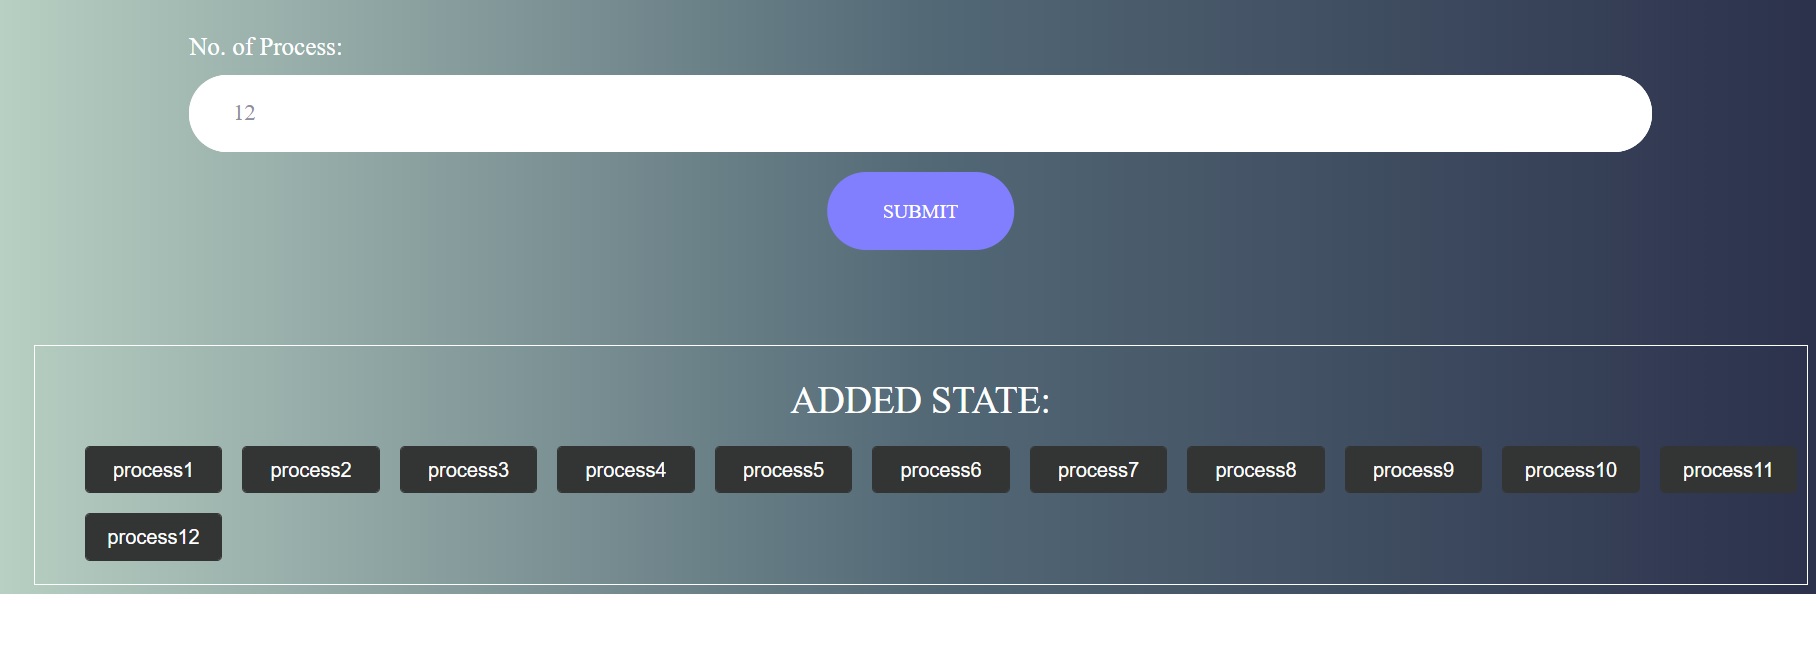 No. of Process:
12
SUBMIT
ADDED STATE:
process1 process2 process3 process4 process5 process6 process7 process8 process9 process10 process11
process12